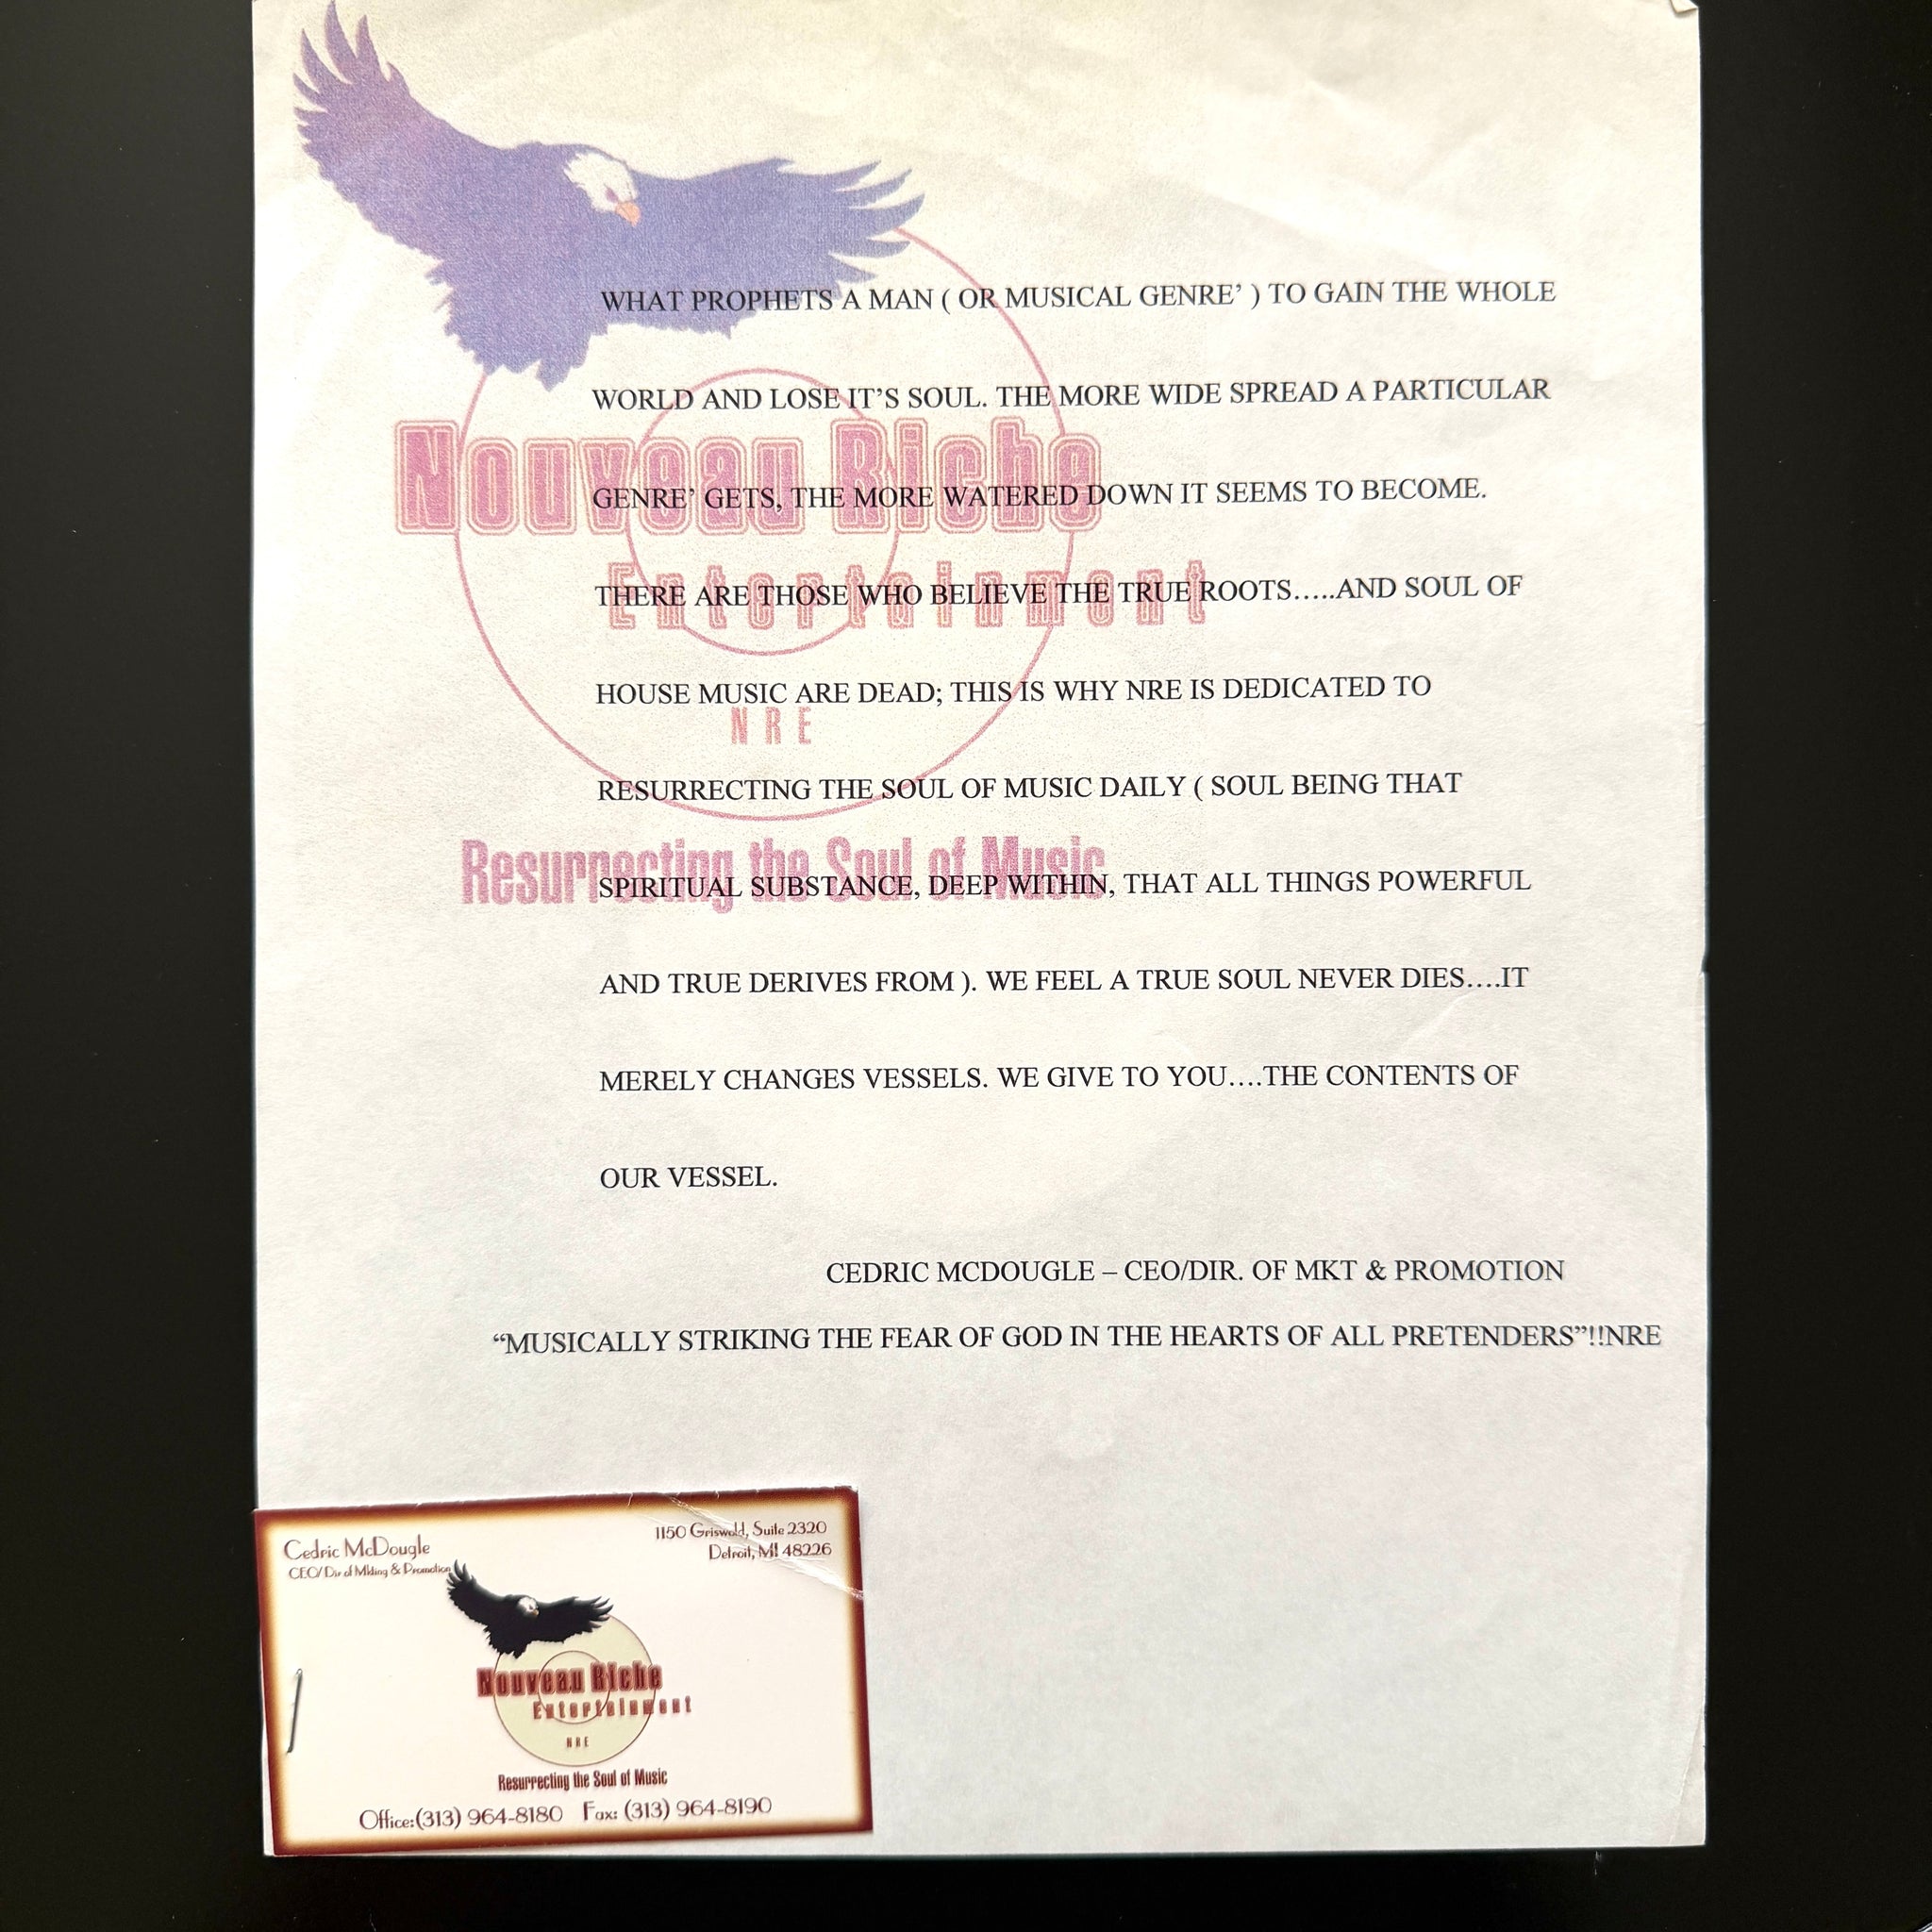 WHAT PROPHETS A MAN ( OR MUSICAL GENRE’ ) TO GAIN THE WHOLE
WORLD AND LOSE IT’S SOUL. THE MORE WIDE SPREAD A PARTICULAR
Nouveau Riche
GENRE’ GETS, THE MORE WATERED DOWN IT SEEMS TO BECOME.
Entertainment
THERE ARE THOSE WHO BELIEVE THE TRUE ROOTS…..AND SOUL OF
HOUSE MUSIC ARE DEAD; THIS IS WHY NRE IS DEDICATED TO
NRE
RESURRECTING THE SOUL OF MUSIC DAILY ( SOUL BEING THAT
Resurrecting the Soul of Music
SPIRITUAL SUBSTANCE, DEEP WITHIN, THAT ALL THINGS POWERFUL
AND TRUE DERIVES FROM ). WE FEEL A TRUE SOUL NEVER DIES….IT
MERELY CHANGES VESSELS. WE GIVE TO YOU….THE CONTENTS OF
OUR VESSEL.
CEDRIC MCDOUGLE – CEO/DIR. OF MKT & PROMOTION
“MUSICALLY STRIKING THE FEAR OF GOD IN THE HEARTS OF ALL PRETENDERS”!!NRE
Cedric McDougle
CEO/ Dir of Mkting & Promotion
1150 Griswold, Suite 2320
Detroit, MI 48226
Nouveau Riche
Entertainment
NRE
Resurrecting the Soul of Music
Office:(313) 964-8180 Fax: (313) 964-8190